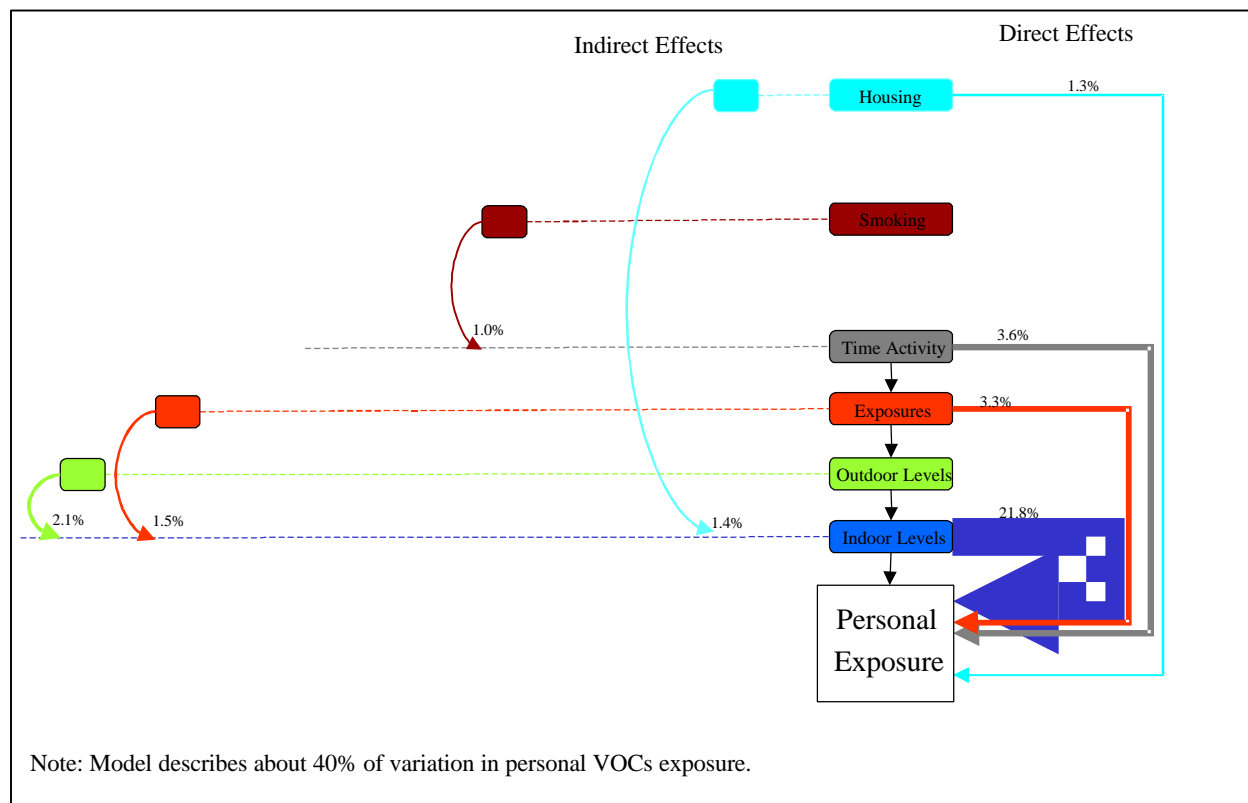 Indirect Effects
Direct Effects
Housing
1.3%
Smoking
1.0%
Time Activity
3.6%
Exposures
3.3%
Outdoor Levels
2.1%
1.5%
1.4%
Indoor Levels
21.8%
Personal
Exposure
Note: Model describes about 40% of variation in personal VOCs exposure.